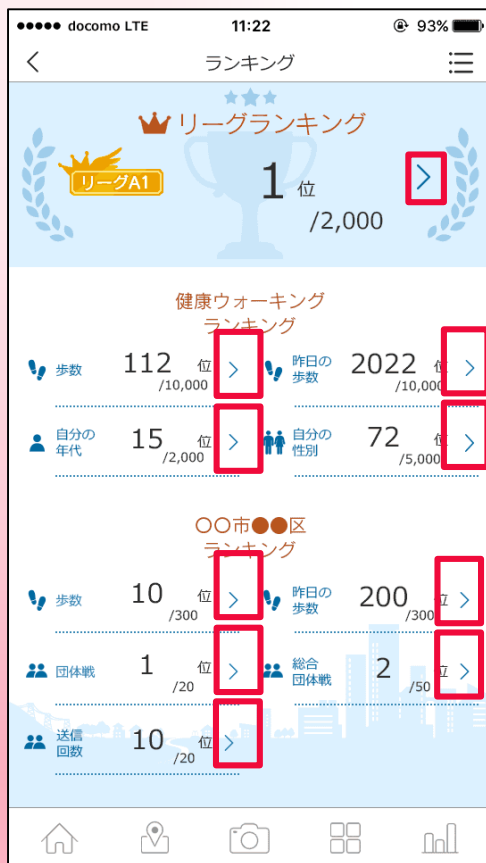 docomo LTE 11:22 93%
ランキング
リーグランキング
リーグA1
1 位
/2,000
健康ウォーキング
ランキング
歩数 112 位 /10,000
昨日の歩数 2022 位 /10,000
自分の年代 15 位 /2,000
自分の性別 72 位 /5,000
〇〇市●●区
ランキング
歩数 10 位 /300
昨日の歩数 200 位 /300
団体戦 1 位 /20
総合団体戦 2 位 /50
送信回数 10 位 /20